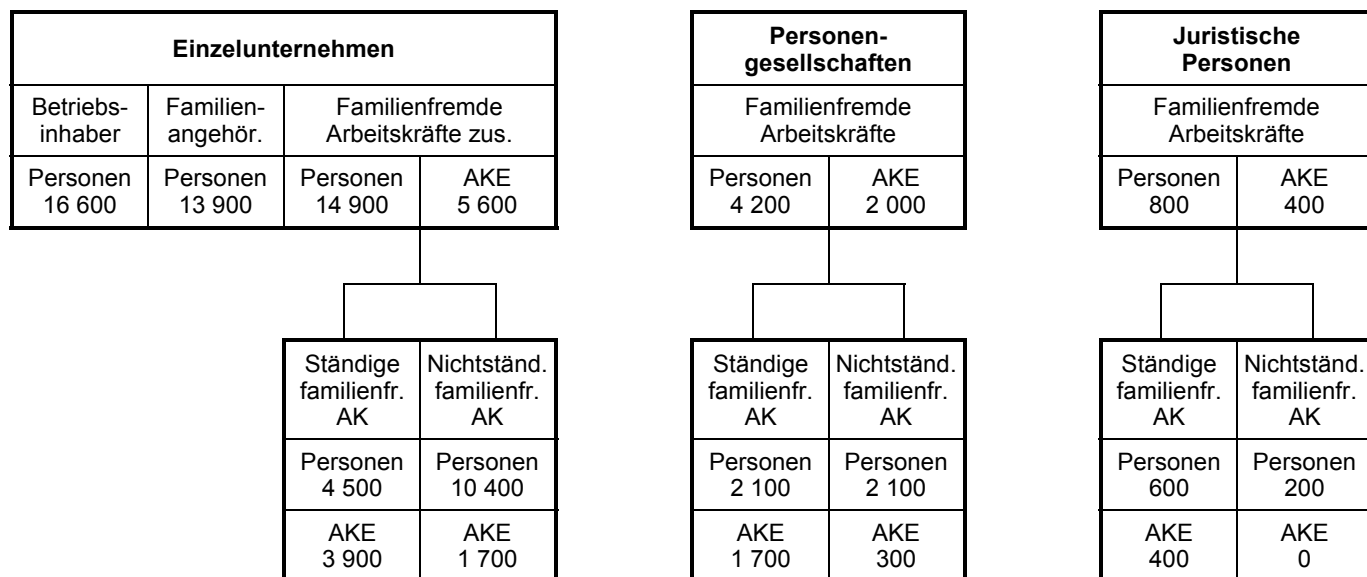 Einzelunternehmen
Betriebs-
inhaber
Familien-
angehör.
Familienfremde
Arbeitskräfte zus.
Personen
16 600
Personen
13 900
Personen
14 900
AKE
5 600
Ständige
familienfr.
AK
Nichtständ.
familienfr.
AK
Personen
4 500
Personen
10 400
AKE
3 900
AKE
1 700
Personen-
gesellschaften
Familienfremde
Arbeitskräfte
Personen
4 200
AKE
2 000
Ständige
familienfr.
AK
Nichtständ.
familienfr.
AK
Personen
2 100
Personen
2 100
AKE
1 700
AKE
300
Juristische
Personen
Familienfremde
Arbeitskräfte
Personen
800
AKE
400
Ständige
familienfr.
AK
Nichtständ.
familienfr.
AK
Personen
600
Personen
200
AKE
400
AKE
0